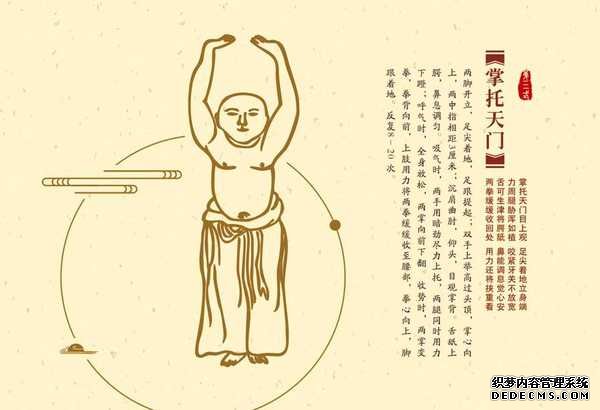 第三式
【掌托天门】
掌托天门目上观 足尖着地立身端
力周腿胁浑如植 咬紧牙关不放宽
舌可生津将腭舐 鼻能调息觉心安
两拳缓缓收回处 用力还将挟重看
两脚开立，足尖着地，足跟提起；双手上举高过头顶，掌心向
上，两中指相距3厘米；沉肩曲肘，仰头，目观掌背。舌舐上
腭，鼻息调匀。吸气时，两手用暗劲尽力上托，两腿同时用力
下蹬；呼气时，全身放松，两掌向前下翻。收势时，两掌变
拳，拳背向前，上肢用力将两拳缓缓收至腰部，拳心向上，脚
跟着地。反复8－20次。
织梦内容管理系统
DEDECMS.COM